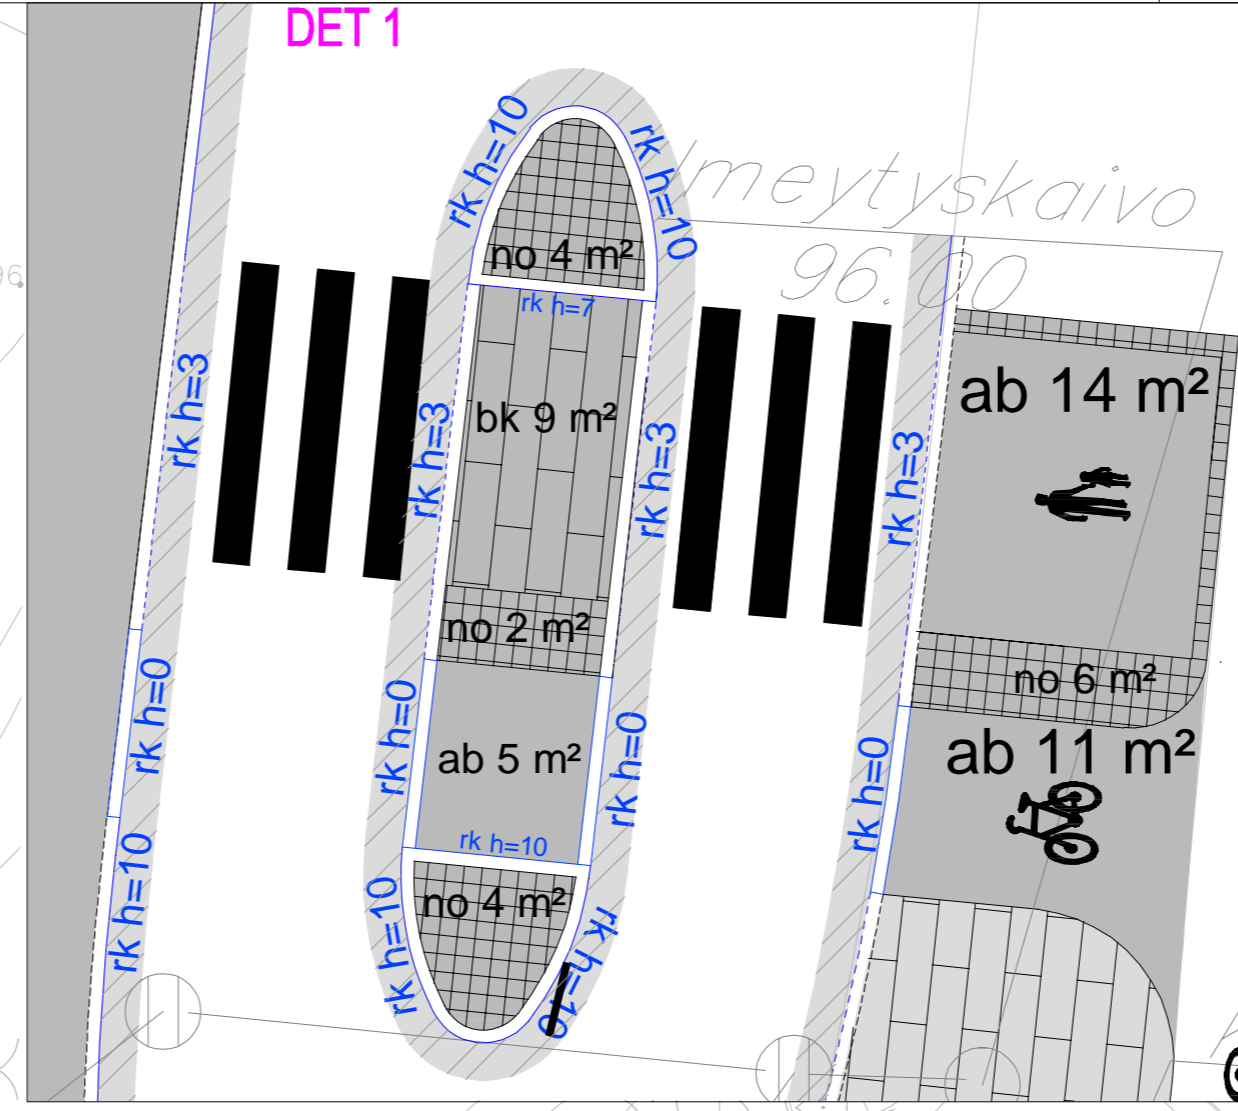 DET 1
rk h=10
rk h=10
Imeytyskaivo
96.00
96
no 4 m²
rk h=7
rk h=3
rk h=3
bk 9 m²
rk h=3
rk h=3
ab 14 m²
no 2 m²
no 6 m²
rk h=0
rk h=0
ab 5 m²
rk h=0
rk h=0
ab 11 m²
rk h=10
rk h=10
no 4 m²
rk h=10
rk h=10